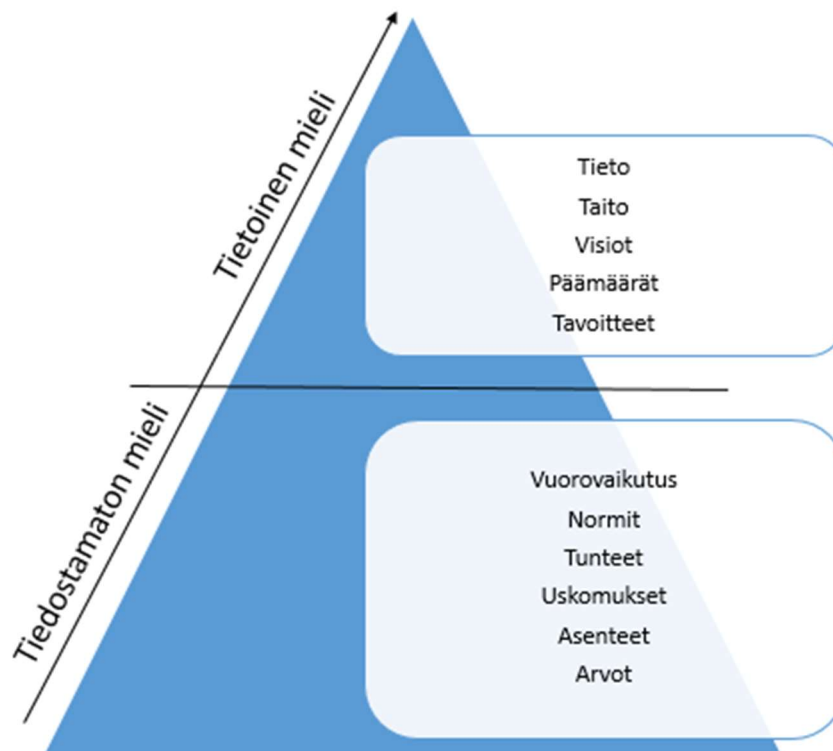 Tietoinen mieli
Tieto
Taito
Visiot
Päämäärät
Tavoitteet
Tiedostamaton mieli
Vuorovaikutus
Normit
Tunteet
Uskomukset
Asenteet
Arvot